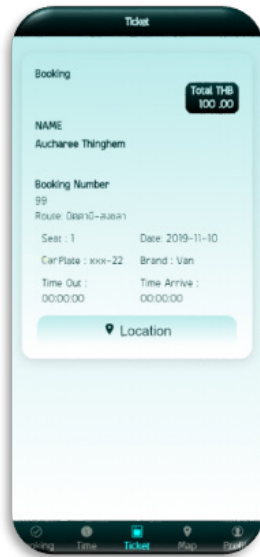 Ticket
Booking
Total THB
100 .00
NAME
Aucharee Thinghem
Booking Number
99
Route:
Seat : 1 Date: 2019-11-10
CarPlate : xxx-22 Brand : Van
Time Out : Time Arrive :
00:00:00 00:00:00
Location
Time Ticket Map